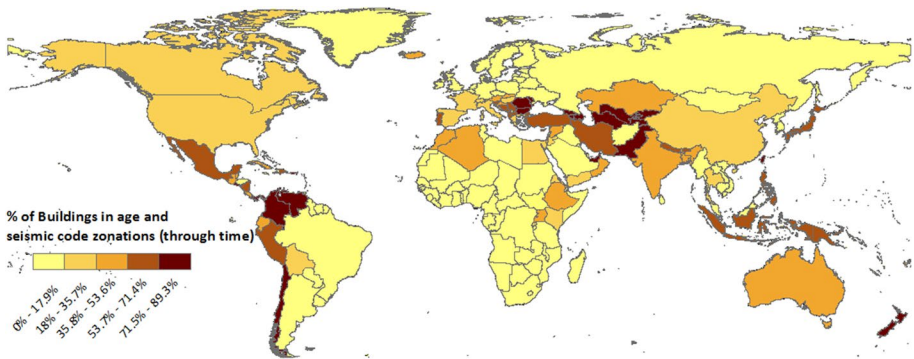 % of Buildings in age and
seismic code zonations (through time)
0% - 17.9%
18% - 35.7%
35.8% - 53.6%
53.7% - 71.4%
71.5% - 89.3%